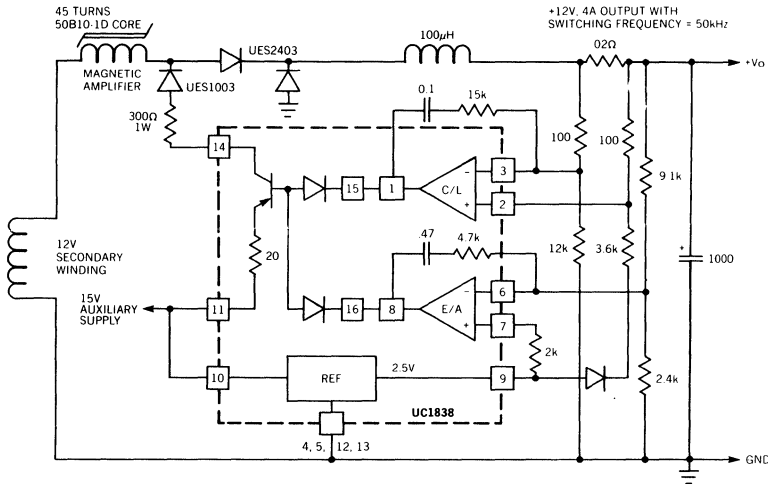 45 TURNS
50B10-1D CORE
MAGNETIC
AMPLIFIER
UES2403
UES1003
100μH
+12V, 4A OUTPUT WITH
SWITCHING FREQUENCY = 50kHz
02Ω
+Vo
300Ω
1W
0.1
15k
100
100
9 1k
14
15
1
C/L
-
+
3
2
12V
SECONDARY
WINDING
20
.47
4.7k
12k
3.6k
+
1000
15V
AUXILIARY
SUPPLY
11
16
8
E/A
-
+
6
7
2k
10
REF
2.5V
9
2.4k
UC1838
4, 5, 12, 13
GND